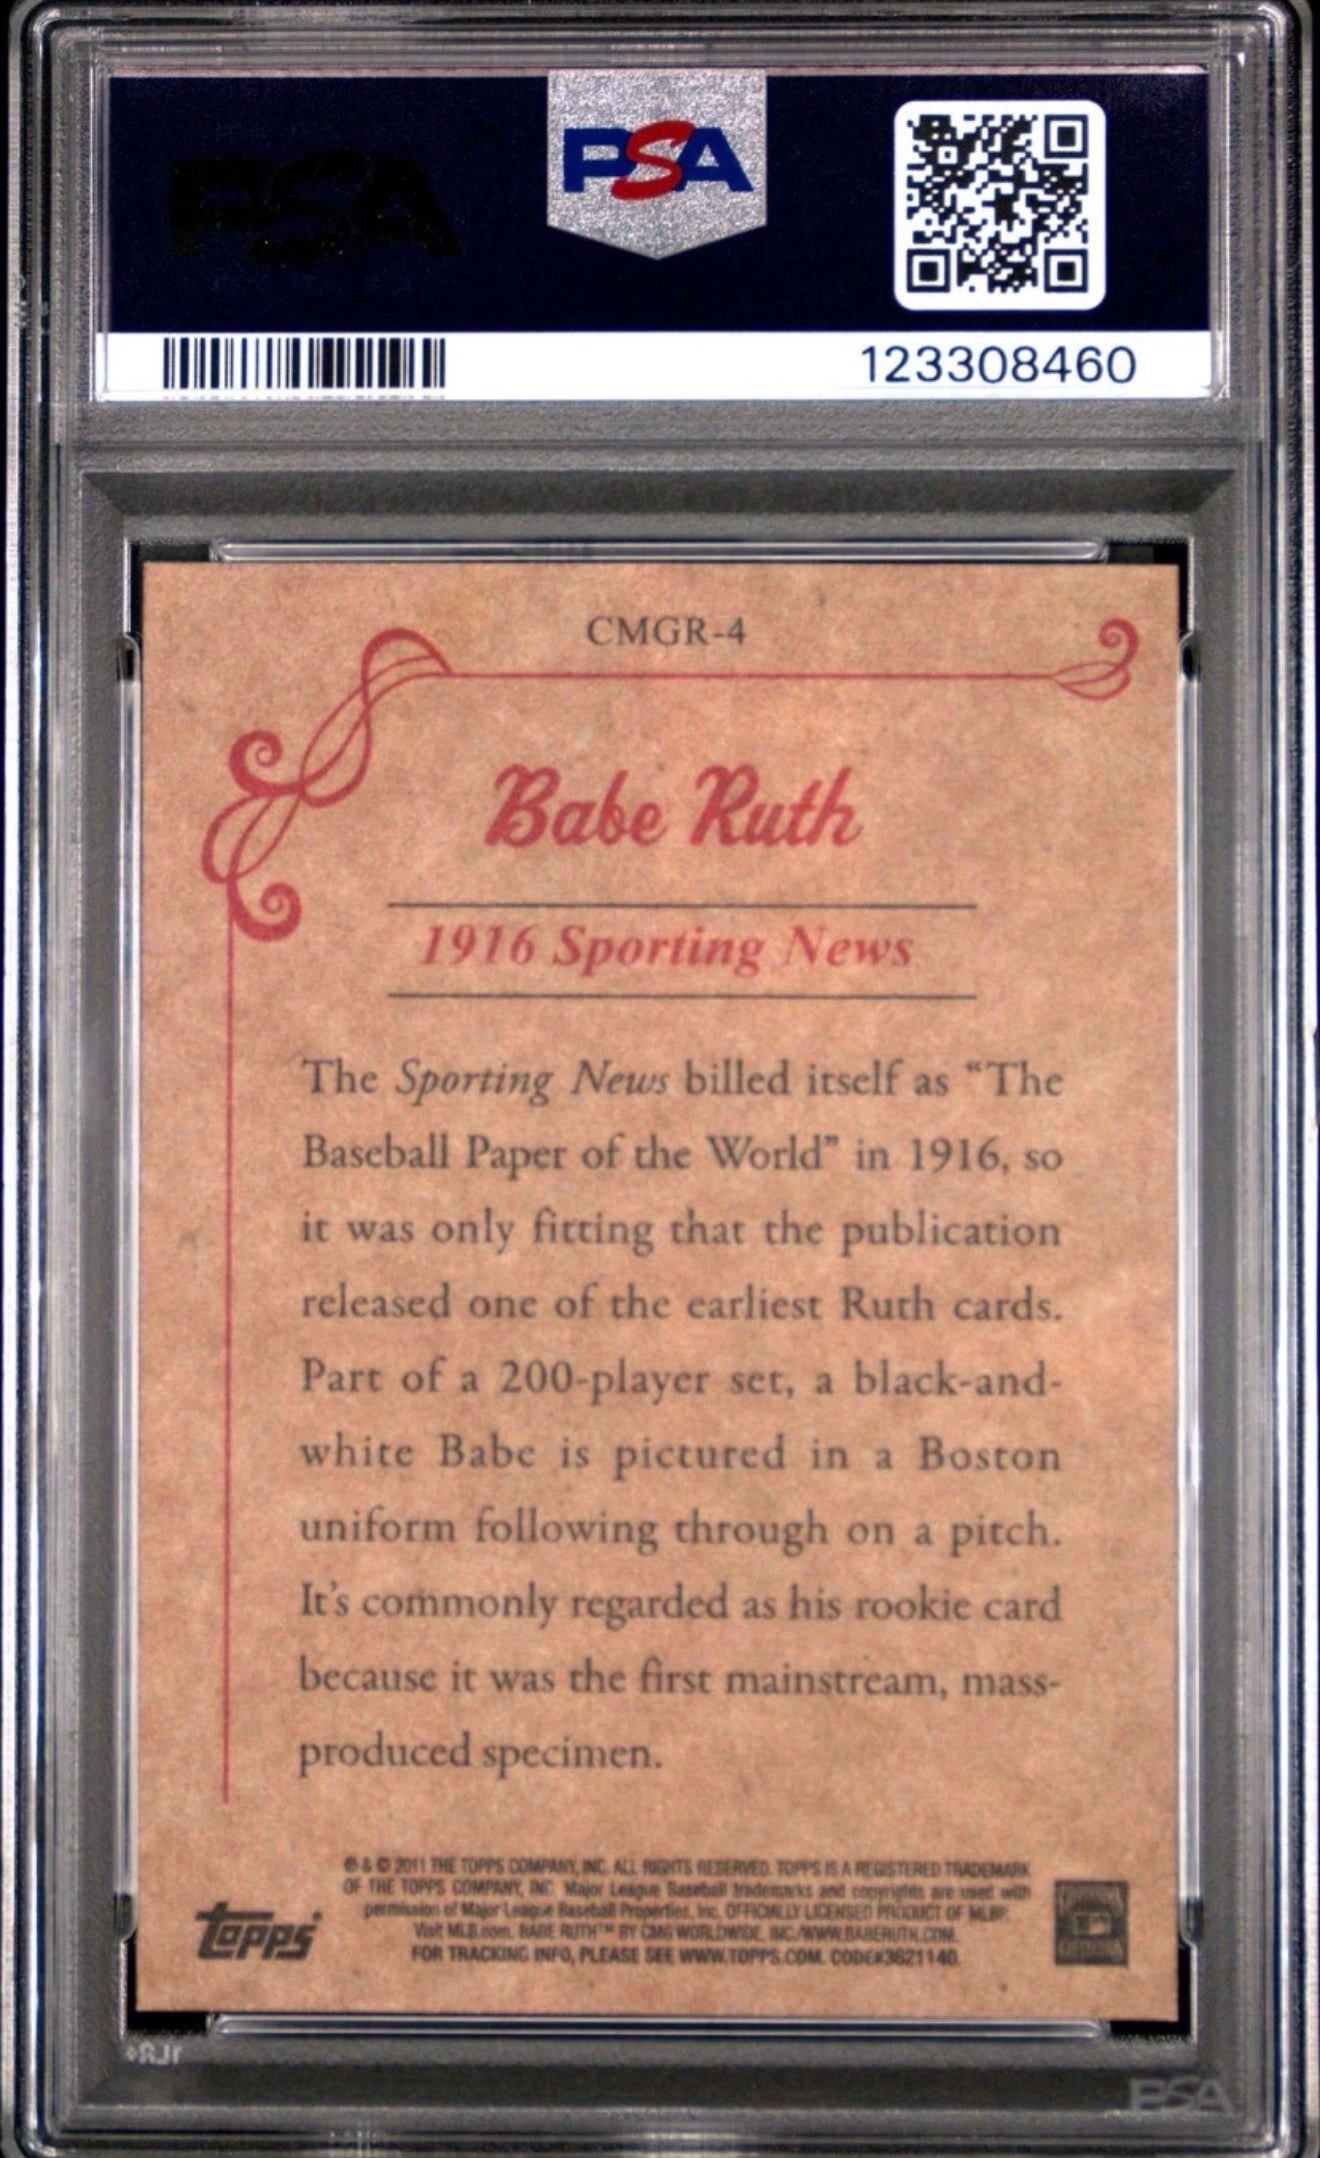 PSA
PSA
123308460
CMGR-4
Babe Ruth
1916 Sporting News
The Sporting News billed itself as “The
Baseball Paper of the World” in 1916, so
it was only fitting that the publication
released one of the earliest Ruth cards.
Part of a 200-player set, a black-and-
white Babe is pictured in a Boston
uniform following through on a pitch.
It’s commonly regarded as his rookie card
because it was the first mainstream, mass-
produced specimen.
® & © 2011 THE TOPPS COMPANY, INC. ALL RIGHTS RESERVED. TOPPS IS A REGISTERED TRADEMARK
OF THE TOPPS COMPANY, INC. Major League Baseball trademarks and copyrights are used with
permission of Major League Baseball Properties, Inc. OFFICIALLY LICENSED PRODUCT OF MLBP.
Visit MLB.com. BABE RUTH™ BY CMG WORLDWIDE, INC./WWW.BABERUTH.COM.
FOR TRACKING INFO, PLEASE SEE WWW.TOPPS.COM. CODE#3621140.
topps
PSA